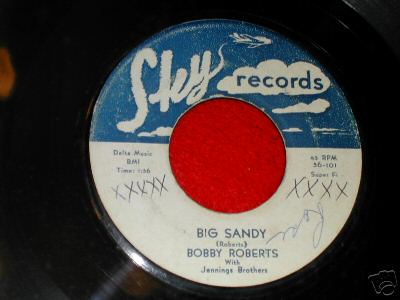 Sky records
Delta Music
BMI
Time: 1:56
45 RPM
56-101
Super Fi
XXXXX
XXXX
BIG SANDY
(Roberts)
BOBBY ROBERTS
With
Jennings Brothers